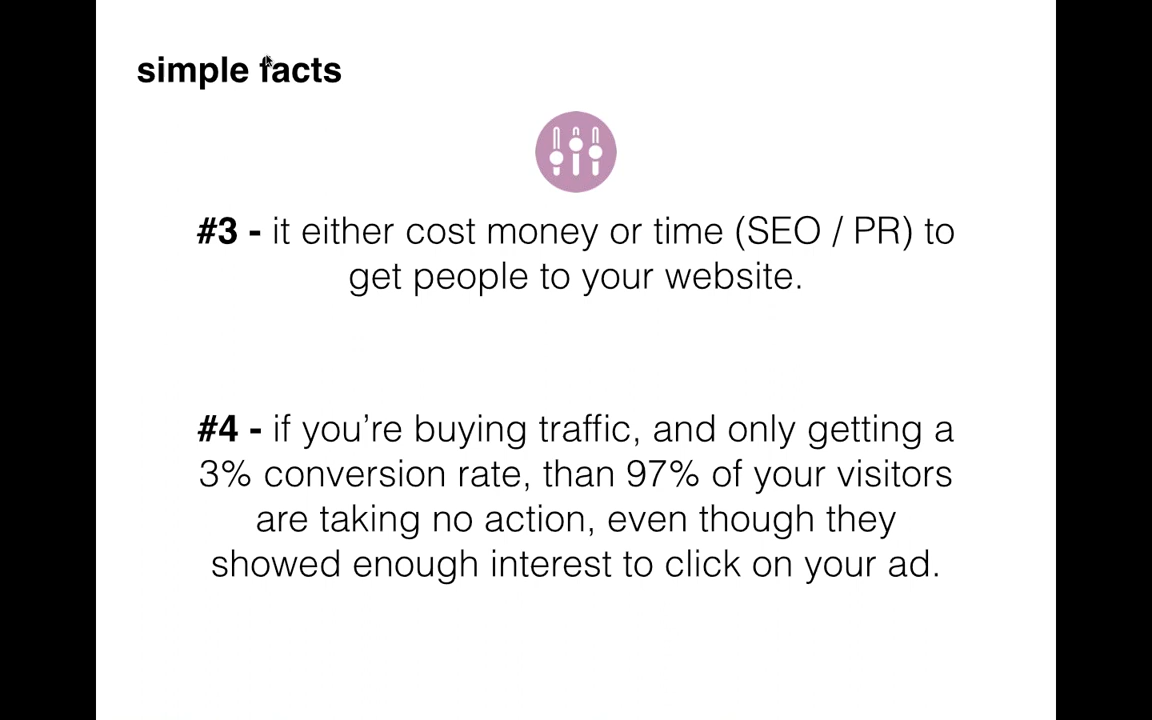 simple facts
#3 - it either cost money or time (SEO / PR) to
get people to your website.
#4 - if you're buying traffic, and only getting a
3% conversion rate, than 97% of your visitors
are taking no action, even though they
showed enough interest to click on your ad.